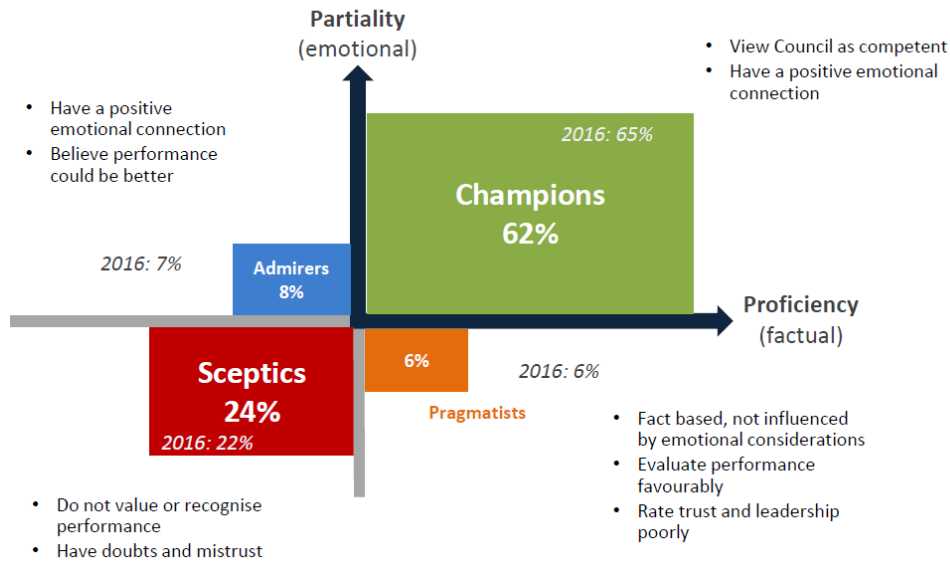 Partiality
(emotional)
• View Council as competent
• Have a positive emotional
connection
• Have a positive
emotional connection
• Believe performance
could be better
2016: 65%
Champions
62%
2016: 7%
Admirers
8%
Proficiency
(factual)
Sceptics
24%
2016: 22%
6%
2016: 6%
Pragmatists
• Fact based, not influenced
by emotional considerations
• Evaluate performance
favourably
• Rate trust and leadership
poorly
• Do not value or recognise
performance
• Have doubts and mistrust